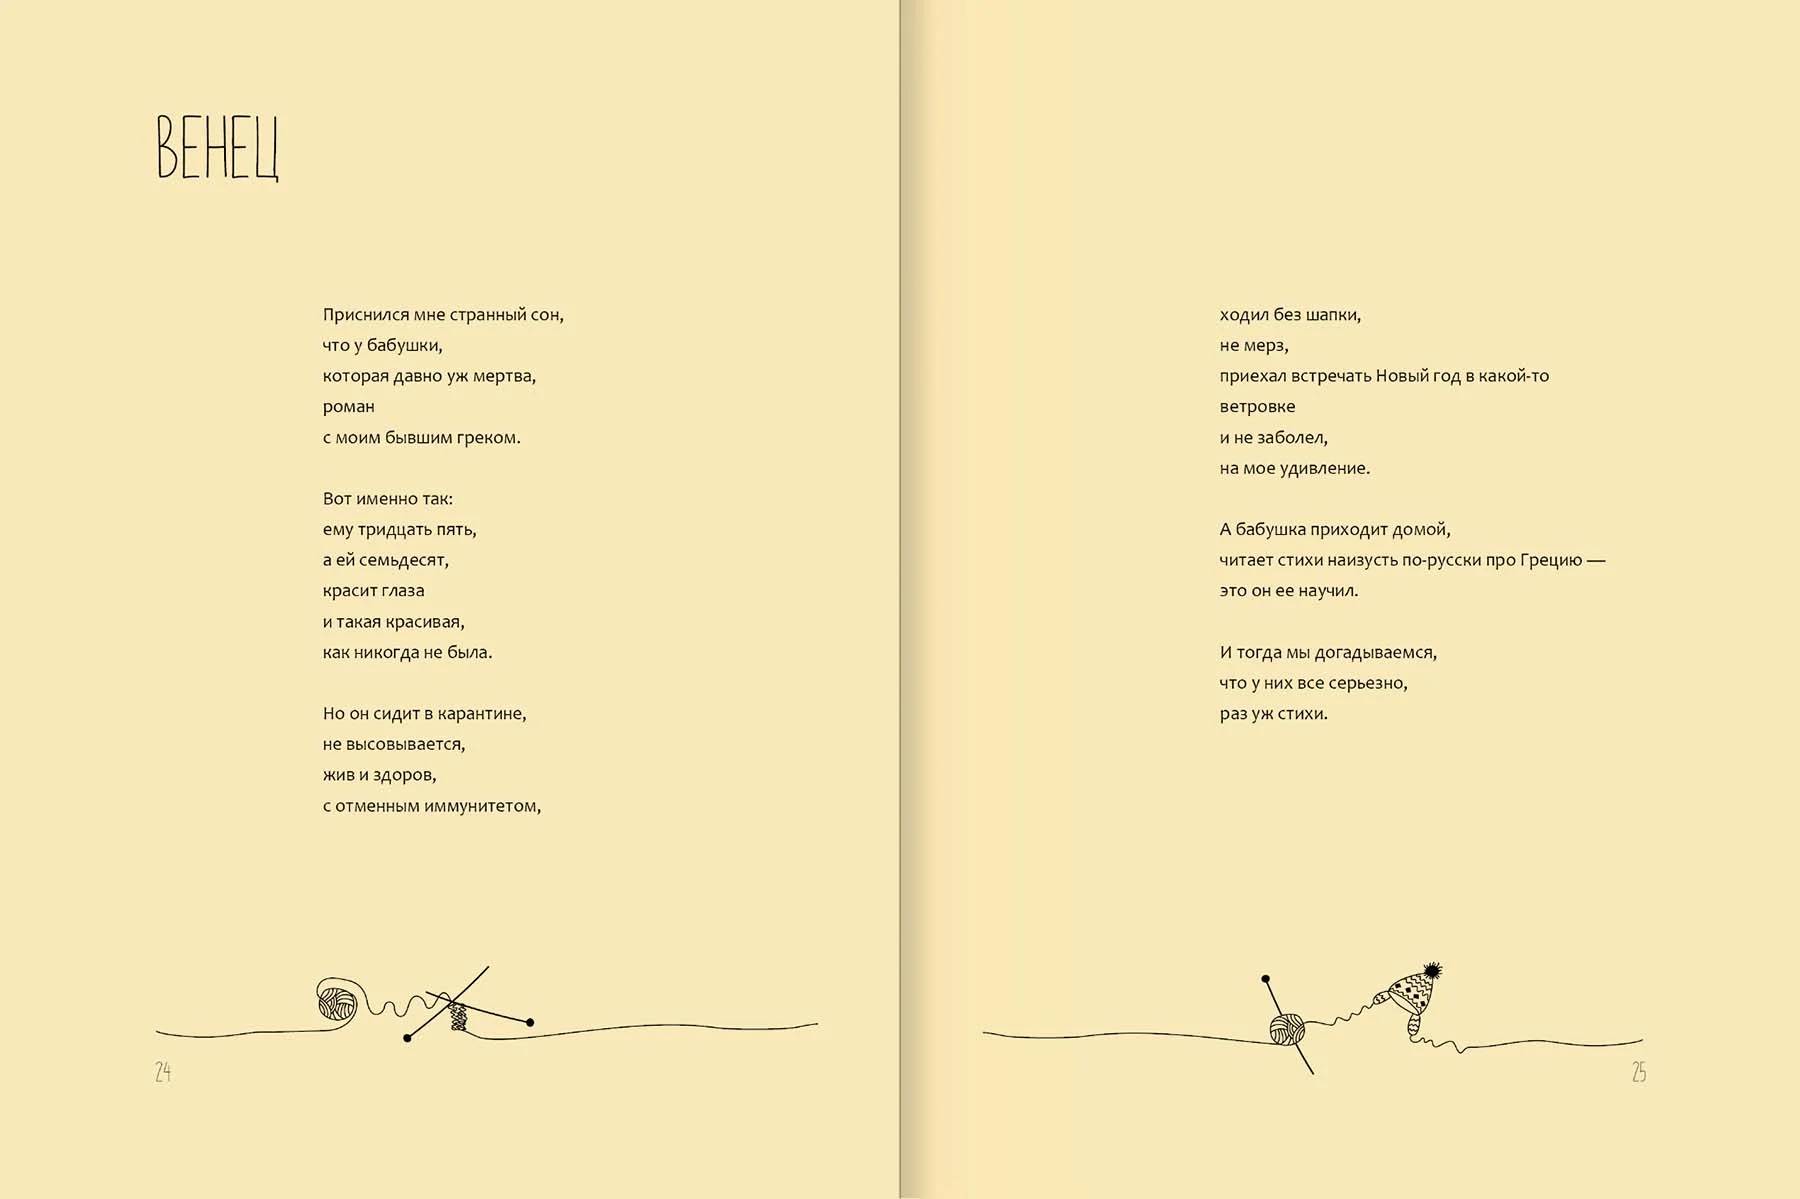 ВЕНЕЦ
Приснился мне странный сон,
что у бабушки,
которая давно уж мертва,
роман
с моим бывшим греком.
Вот именно так:
ему тридцать пять,
а ей семьдесят,
красит глаза
и такая красивая,
как никогда не была.
Но он сидит в карантине,
не высовывается,
жив и здоров,
с отменным иммунитетом,
24
ходил без шапки,
не мерз,
приехал встречать Новый год в какой-то
ветровке
и не заболел,
на мое удивление.
А бабушка приходит домой,
читает стихи наизусть по-русски про Грецию —
это он ее научил.
И тогда мы догадываемся,
что у них все серьезно,
раз уж стихи.
25